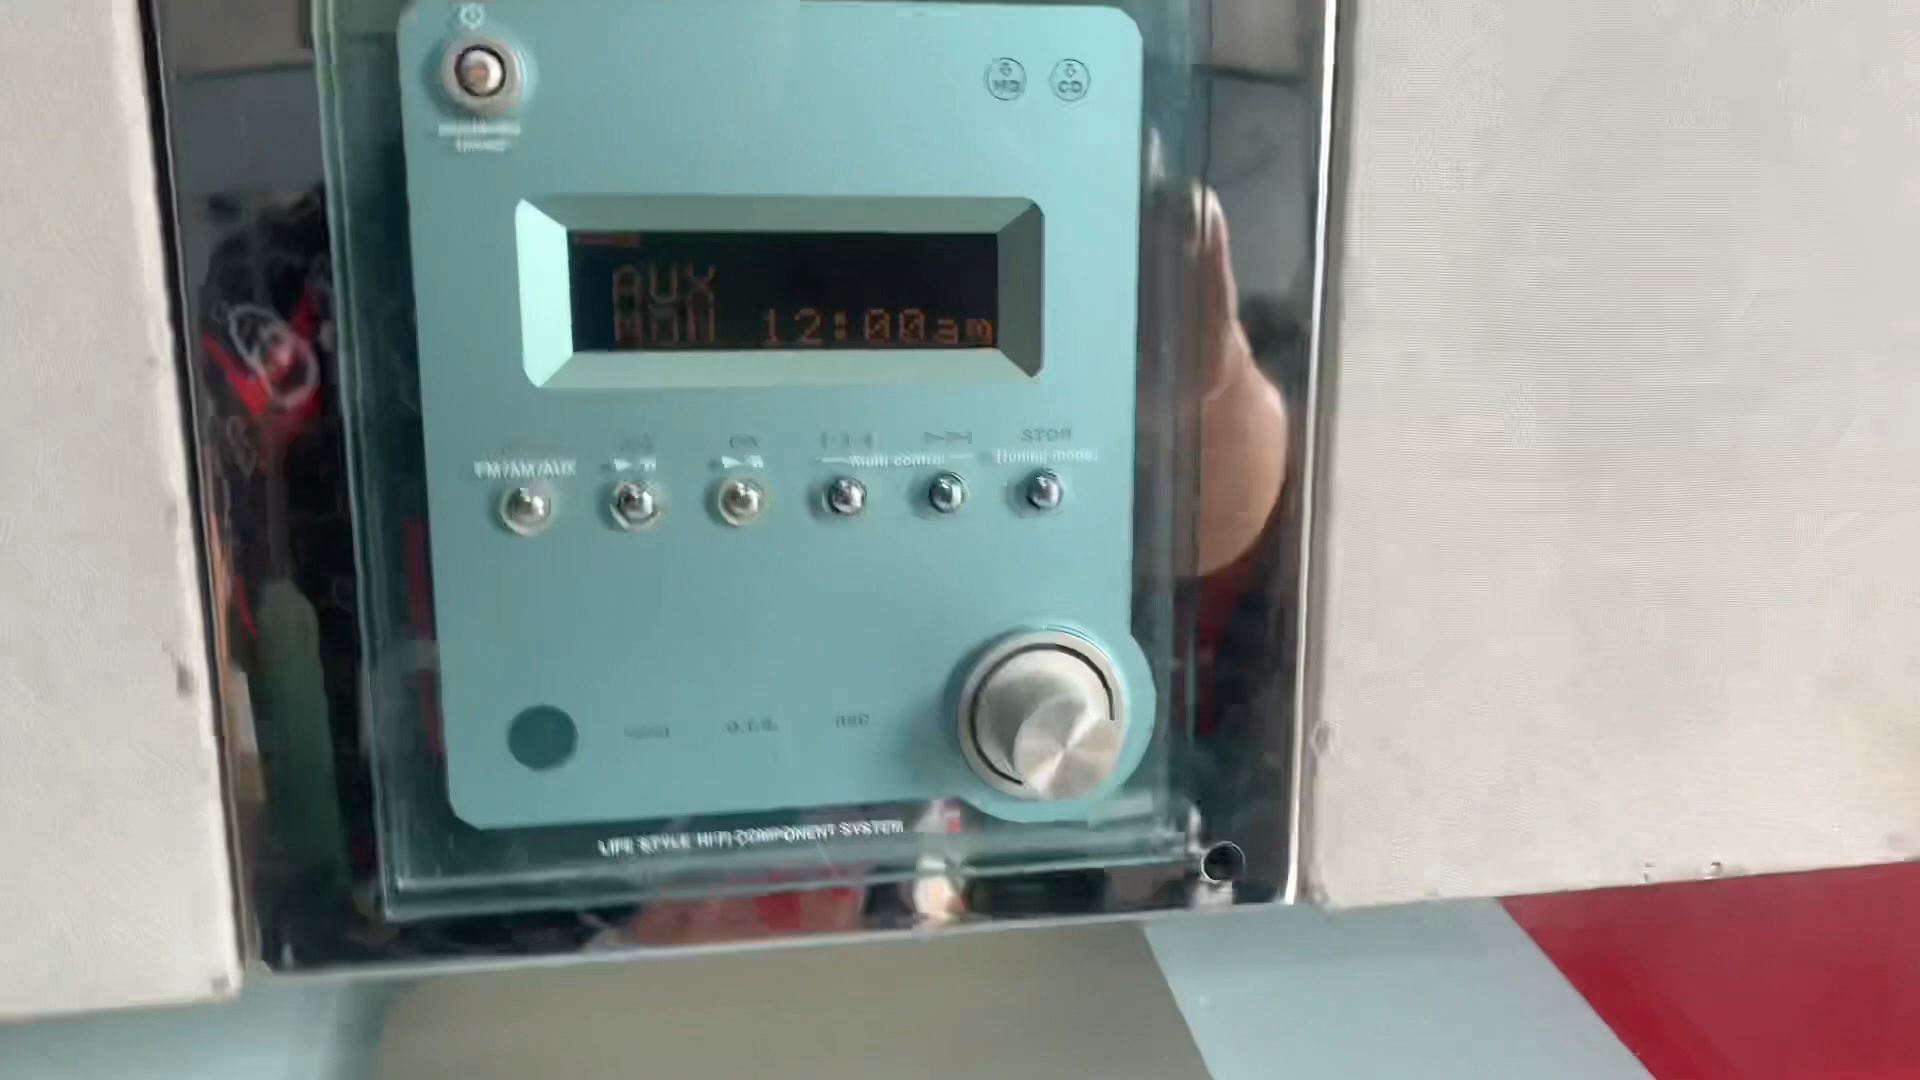 MD CD
AUX
MON 12:00am
STOP
FM/AM/AUX Multi control Tuning mode
LIFE STYLE HI-FI COMPONENT SYSTEM